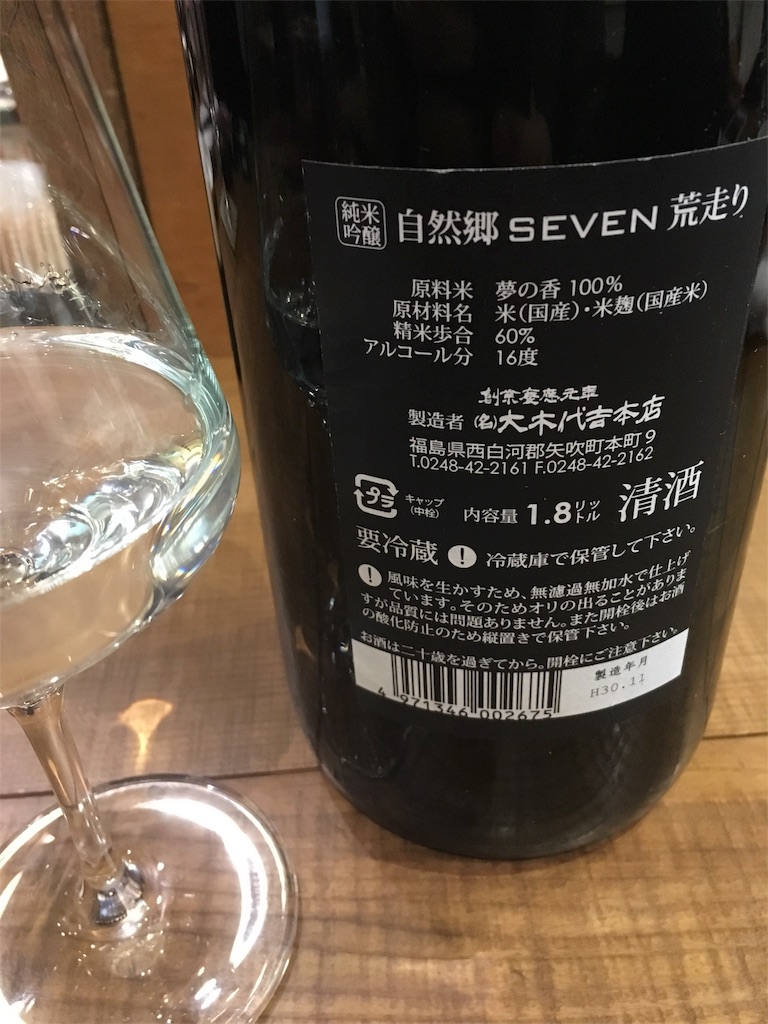 純米吟醸 自然郷 SEVEN 荒走り
原料米 夢の香 100%
原材料名 米(国産)・米麹(国産米)
精米歩合 60%
アルコール分 16度
創業慶應元年
製造者 (名)大木代吉本店
福島県西白河郡矢吹町本町9
T.0248-42-2161 F.0248-42-2162
プラ キャップ(中栓) 内容量 1.8リットル 清酒
要冷蔵 ! 冷蔵庫で保管して下さい。
! 風味を生かすため、無濾過無加水で仕上げ
ています。そのためオリの出ることがありま
すが品質には問題ありません。また開栓後はお酒
の酸化防止のため縦置きで保管下さい。
お酒は二十歳を過ぎてから。開栓にご注意下さい。
製造年月
H30.11
4 971346 002675